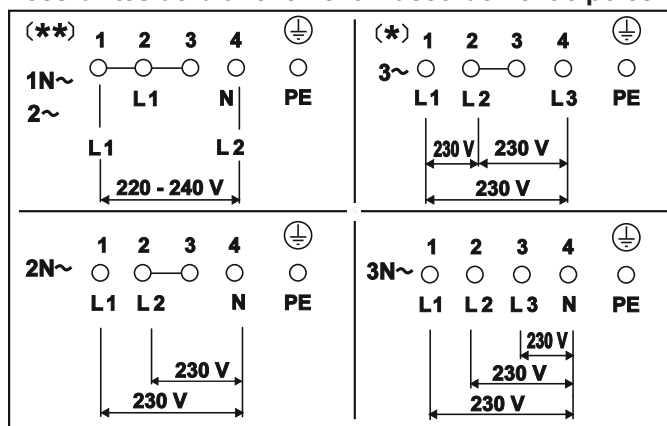 (**) 1 2 3 4
1N~
L1 N PE
2~
L1 L2
220 - 240 V
(*) 1 2 3 4
3~
L1 L2 L3 PE
230 V 230 V
230 V
1 2 3 4
2N~
L1 L2 N PE
230 V
230 V
1 2 3 4
3N~
L1 L2 L3 N PE
230 V
230 V
230 V